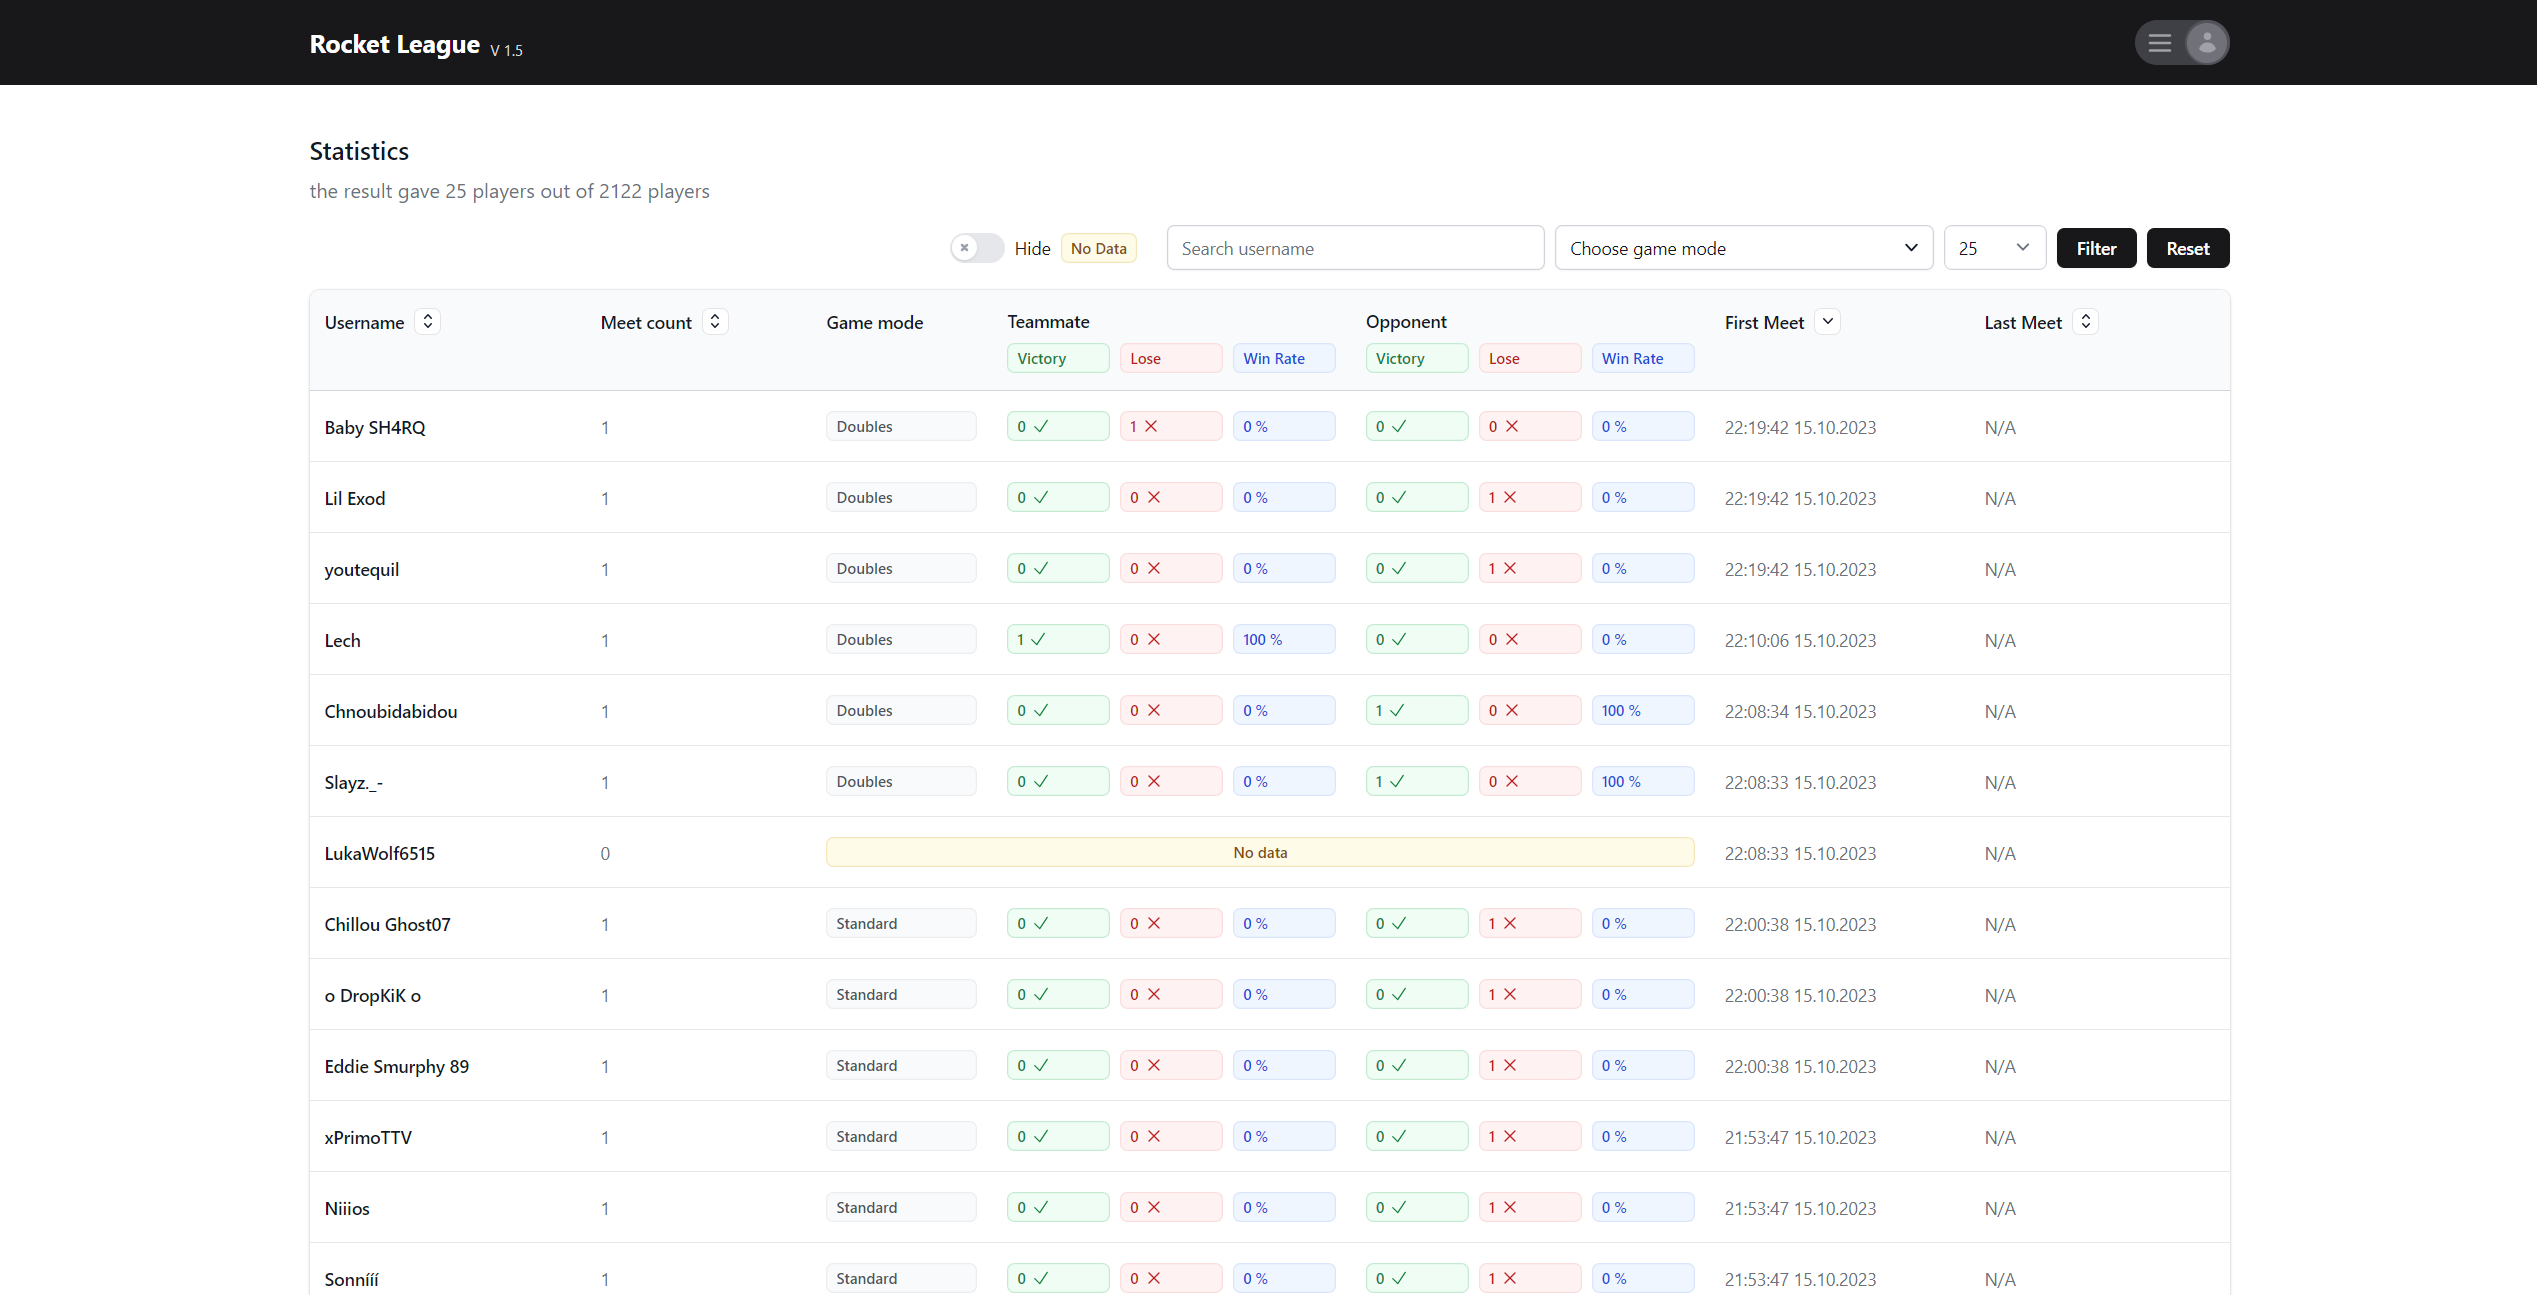 Rocket League V 1.5
Statistics
the result gave 25 players out of 2122 players
Hide No Data Search username Choose game mode 25 Filter Reset
Username Meet count Game mode Teammate Opponent First Meet Last Meet
Victory Lose Win Rate Victory Lose Win Rate
Baby SH4RQ 1 Doubles 0 1 0 % 0 0 0 % 22:19:42 15.10.2023 N/A
Lil Exod 1 Doubles 0 0 0 % 0 1 0 % 22:19:42 15.10.2023 N/A
youtequil 1 Doubles 0 0 0 % 0 1 0 % 22:19:42 15.10.2023 N/A
Lech 1 Doubles 1 0 100 % 0 0 0 % 22:10:06 15.10.2023 N/A
Chnoubidabidou 1 Doubles 0 0 0 % 1 0 100 % 22:08:34 15.10.2023 N/A
Slayz._- 1 Doubles 0 0 0 % 1 0 100 % 22:08:33 15.10.2023 N/A
LukaWolf6515 0 No data 22:08:33 15.10.2023 N/A
Chillou Ghost07 1 Standard 0 0 0 % 0 1 0 % 22:00:38 15.10.2023 N/A
o DropKiK o 1 Standard 0 0 0 % 0 1 0 % 22:00:38 15.10.2023 N/A
Eddie Smurphy 89 1 Standard 0 0 0 % 0 1 0 % 22:00:38 15.10.2023 N/A
xPrimoTTV 1 Standard 0 0 0 % 0 1 0 % 21:53:47 15.10.2023 N/A
Niiios 1 Standard 0 0 0 % 0 1 0 % 21:53:47 15.10.2023 N/A
Sonnííí 1 Standard 0 0 0 % 0 1 0 % 21:53:47 15.10.2023 N/A